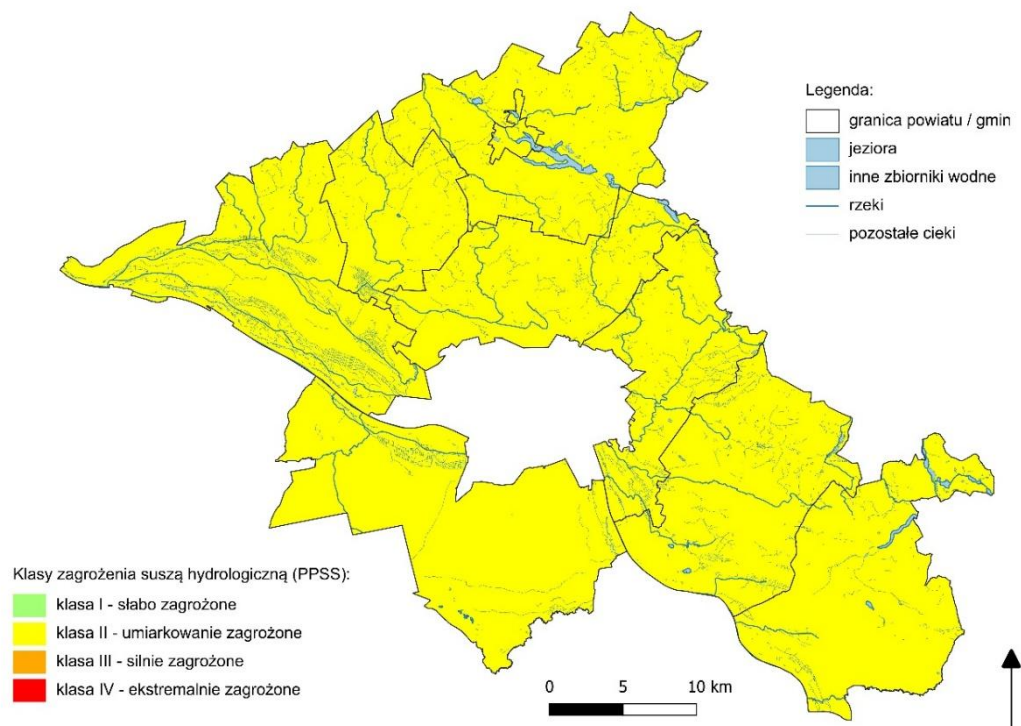 Legenda:
granica powiatu / gmin
jeziora
inne zbiorniki wodne
rzeki
pozostałe cieki
Klasy zagrożenia suszą hydrologiczną (PPSS):
klasa I - słabo zagrożone
klasa II - umiarkowanie zagrożone
klasa III - silnie zagrożone
klasa IV - ekstremalnie zagrożone
0 5 10 km